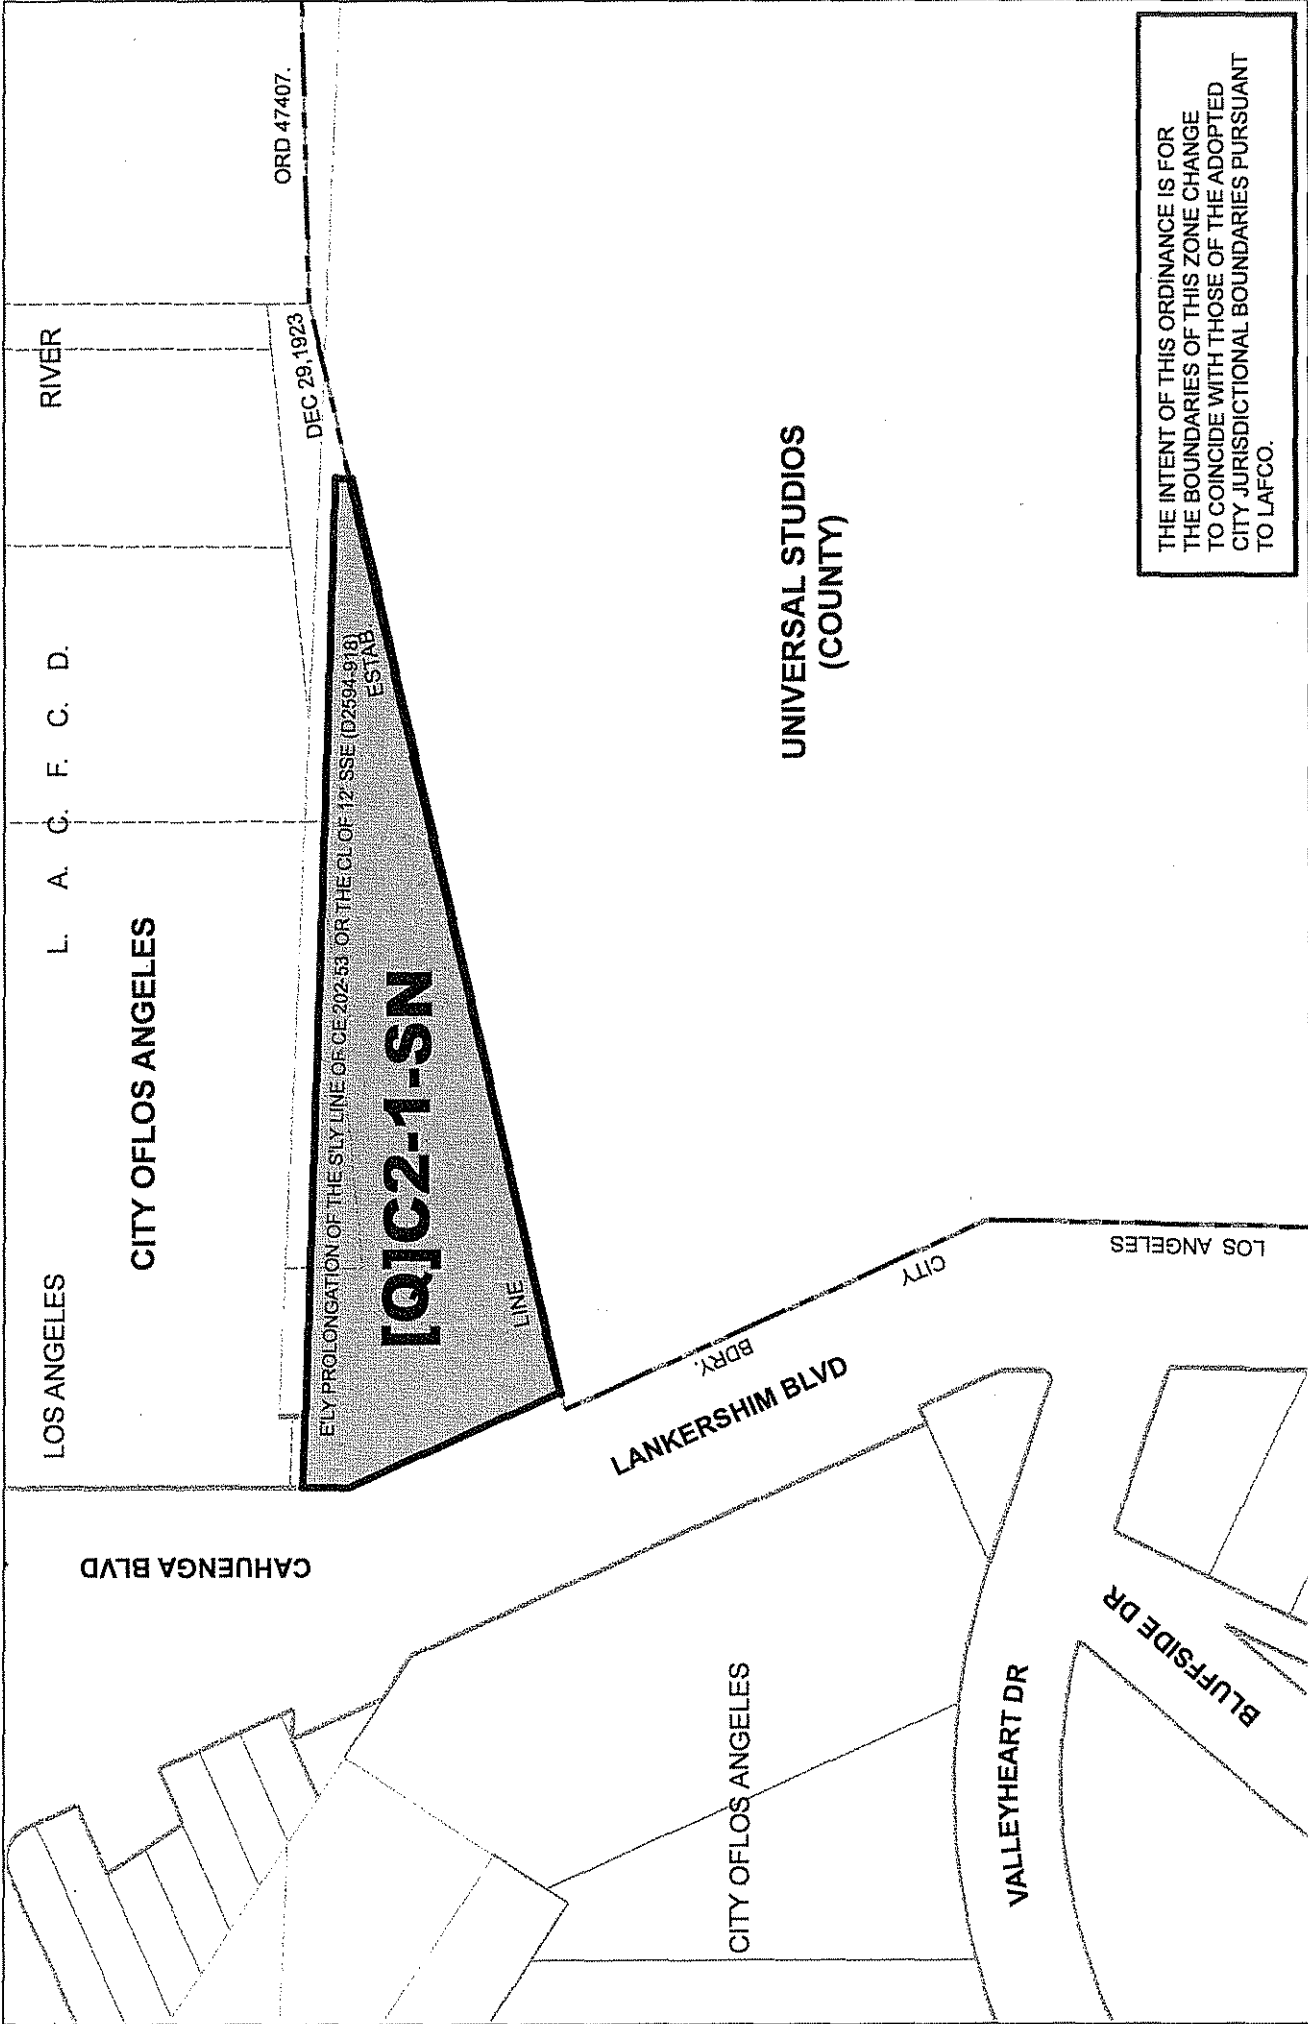 LOS ANGELES
L. A. C. F. C. D.
RIVER
CITY OFLOS ANGELES
ORD 47407.
DEC 29,1923
CAHUENGA BLVD
E'LY PROLONGATION OF THE S'LY LINE OF CE 202-53 OR THE CL OF 12' SSE (D2594-918)
ESTAB.
[Q]C2-1-SN
LINE
LANKERSHIM BLVD
BDRY.
CITY
LOS ANGELES
UNIVERSAL STUDIOS
(COUNTY)
CITY OFLOS ANGELES
VALLEYHEART DR
BLUFFSIDE DR
THE INTENT OF THIS ORDINANCE IS FOR
THE BOUNDARIES OF THIS ZONE CHANGE
TO COINCIDE WITH THOSE OF THE ADOPTED
CITY JURISDICTIONAL BOUNDARIES PURSUANT
TO LAFCO.